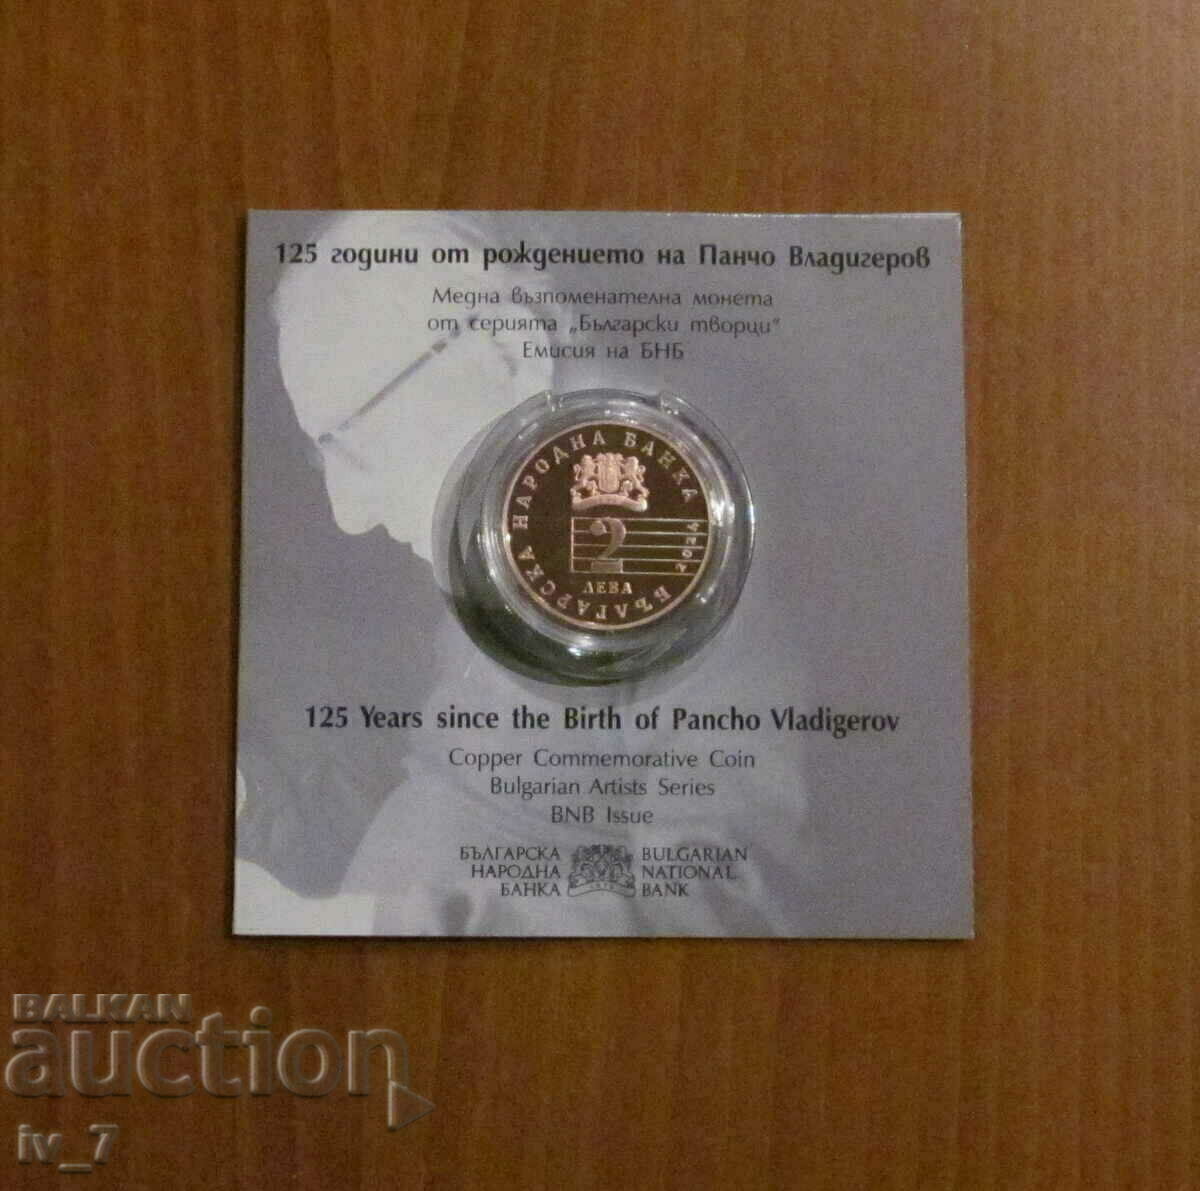 125 години от рождението на Панчо Владигеров
Медна възпоменателна монета
от серията „Български творци“
Емисия на БНБ
БЪЛГАРСКА НАРОДНА БАНКА
2
ЛЕВА
2024
125 Years since the Birth of Pancho Vladigerov
Copper Commemorative Coin
Bulgarian Artists Series
BNB Issue
БЪЛГАРСКА
НАРОДНА
БАНКА
BULGARIAN
NATIONAL
BANK
1879
BALKAN
auction
iv_7